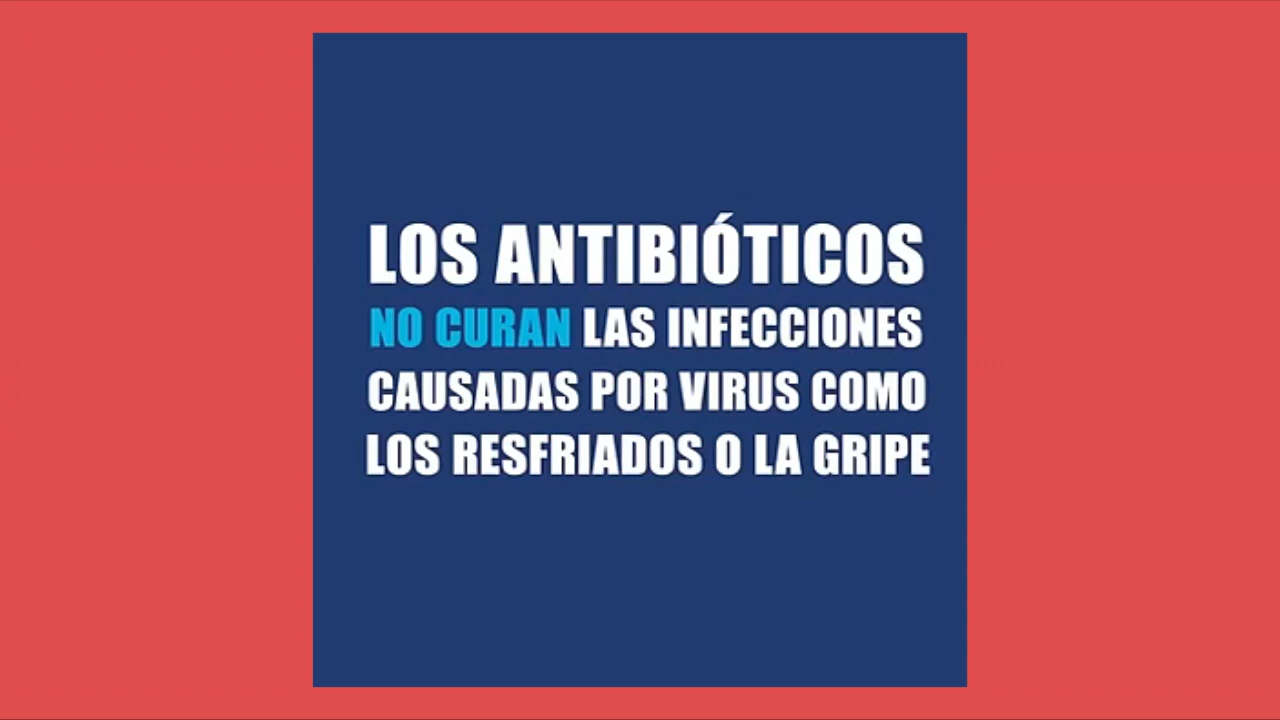 LOS ANTIBIÓTICOS
NO CURAN LAS INFECCIONES
CAUSADAS POR VIRUS COMO
LOS RESFRIADOS O LA GRIPE